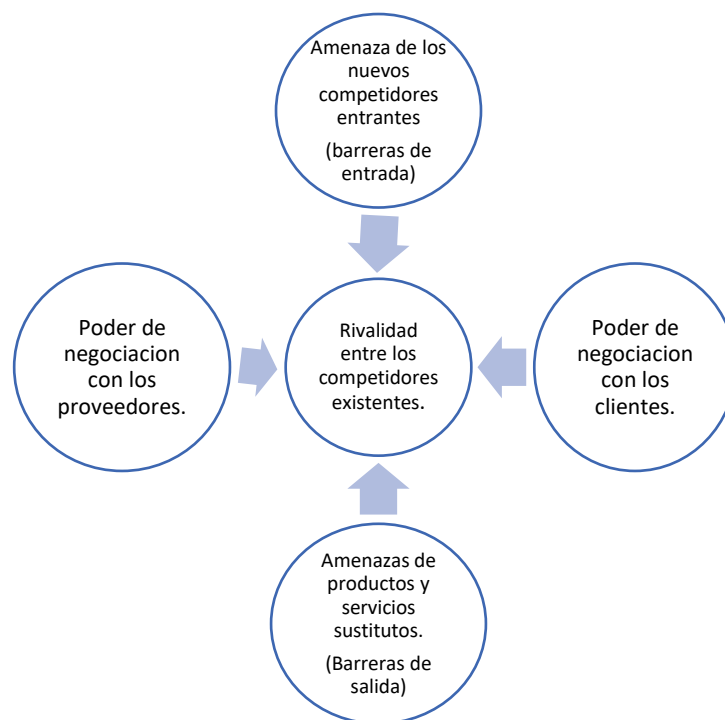 Amenaza de los
nuevos
competidores
entrantes
(barreras de
entrada)
Poder de
negociacion
con los
proveedores.
Rivalidad
entre los
competidores
existentes.
Poder de
negociacion
con los
clientes.
Amenazas de
productos y
servicios
sustitutos.
(Barreras de
salida)